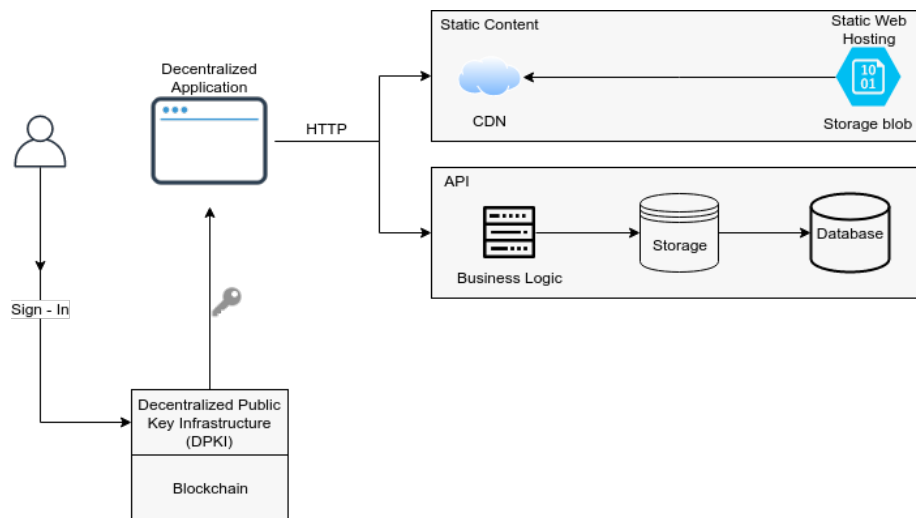 Static Content
Static Web
Hosting
10
01
CDN
Storage blob
Decentralized
Application
HTTP
API
Business Logic
Storage
Database
Sign - In
Decentralized Public
Key Infrastructure
(DPKI)
Blockchain